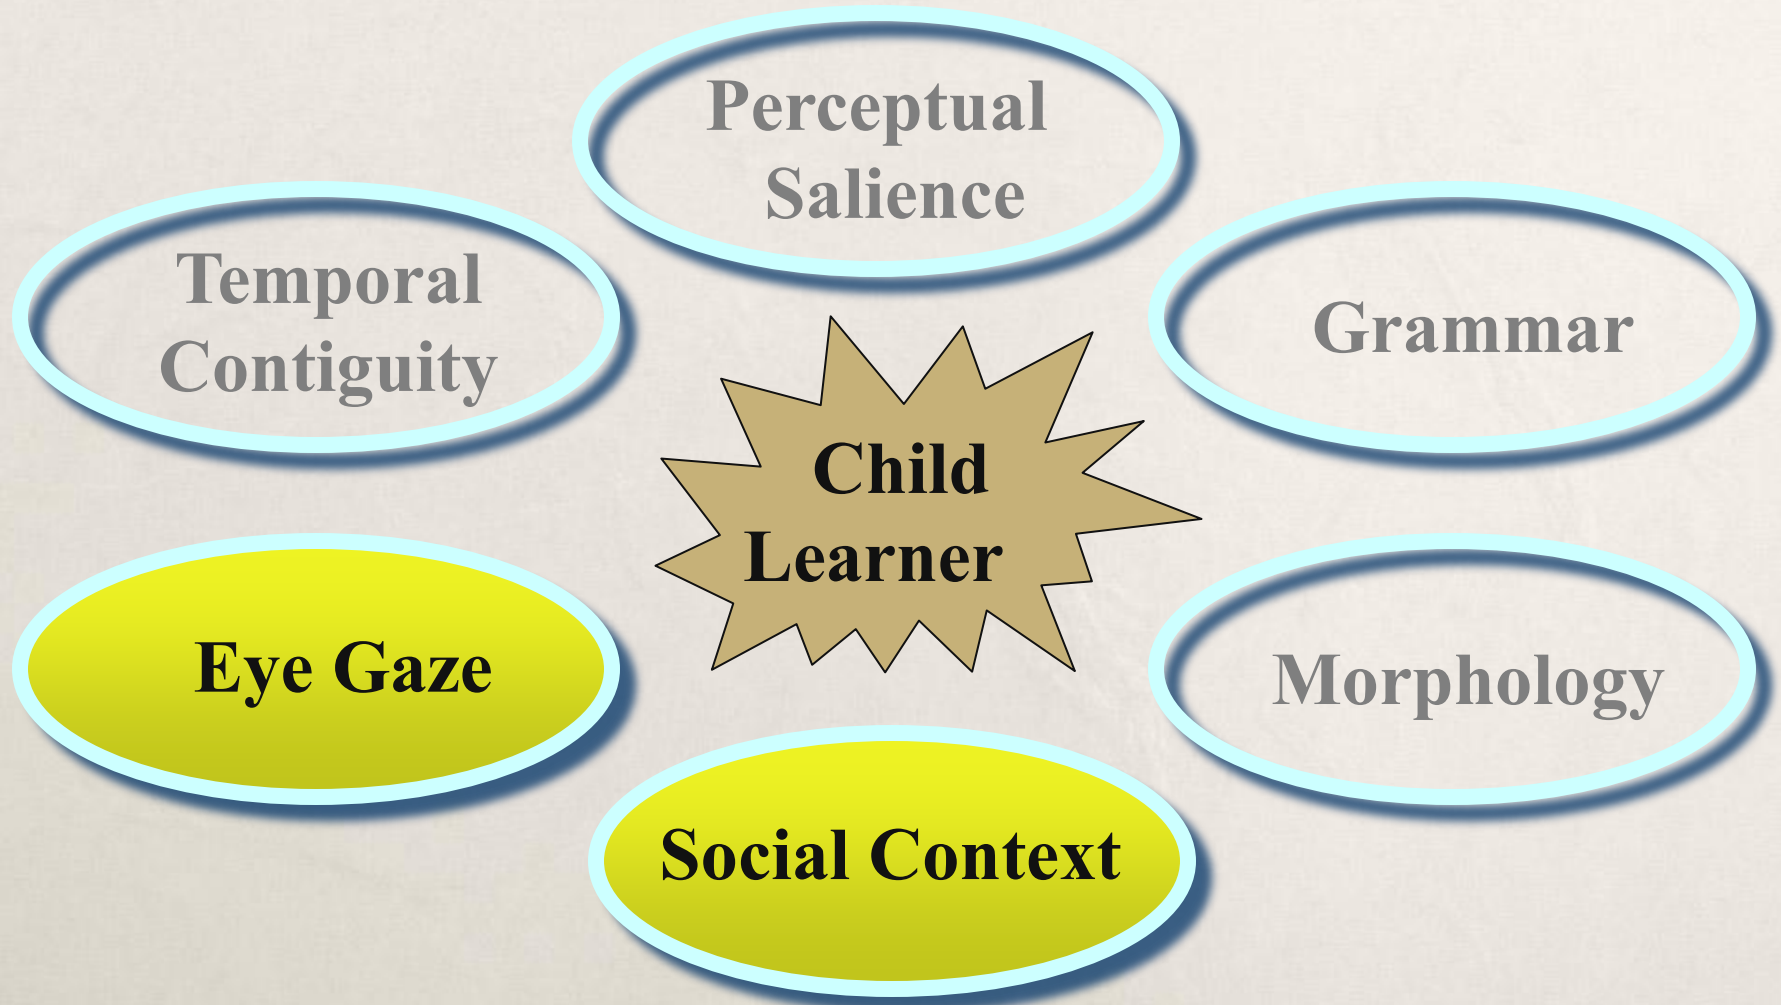 Perceptual
Salience
Temporal
Contiguity
Grammar
Child
Learner
Eye Gaze
Morphology
Social Context